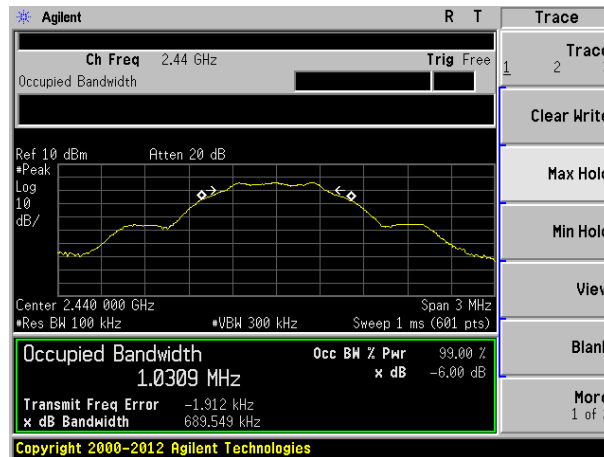 Agilent R T Trace
Ch Freq 2.44 GHz Trig Free
Occupied Bandwidth
Trace
1 2
Clear Write
Max Hold
Min Hold
View
Blank
More
1 of
Ref 10 dBm Atten 20 dB
#Peak
Log
10
dB/
Center 2.440 000 GHz Span 3 MHz
#Res BW 100 kHz #VBW 300 kHz Sweep 1 ms (601 pts)
Occupied Bandwidth Occ BW % Pwr 99.00 %
1.0309 MHz x dB -6.00 dB
Transmit Freq Error -1.912 kHz
x dB Bandwidth 689.549 kHz
Copyright 2000-2012 Agilent Technologies